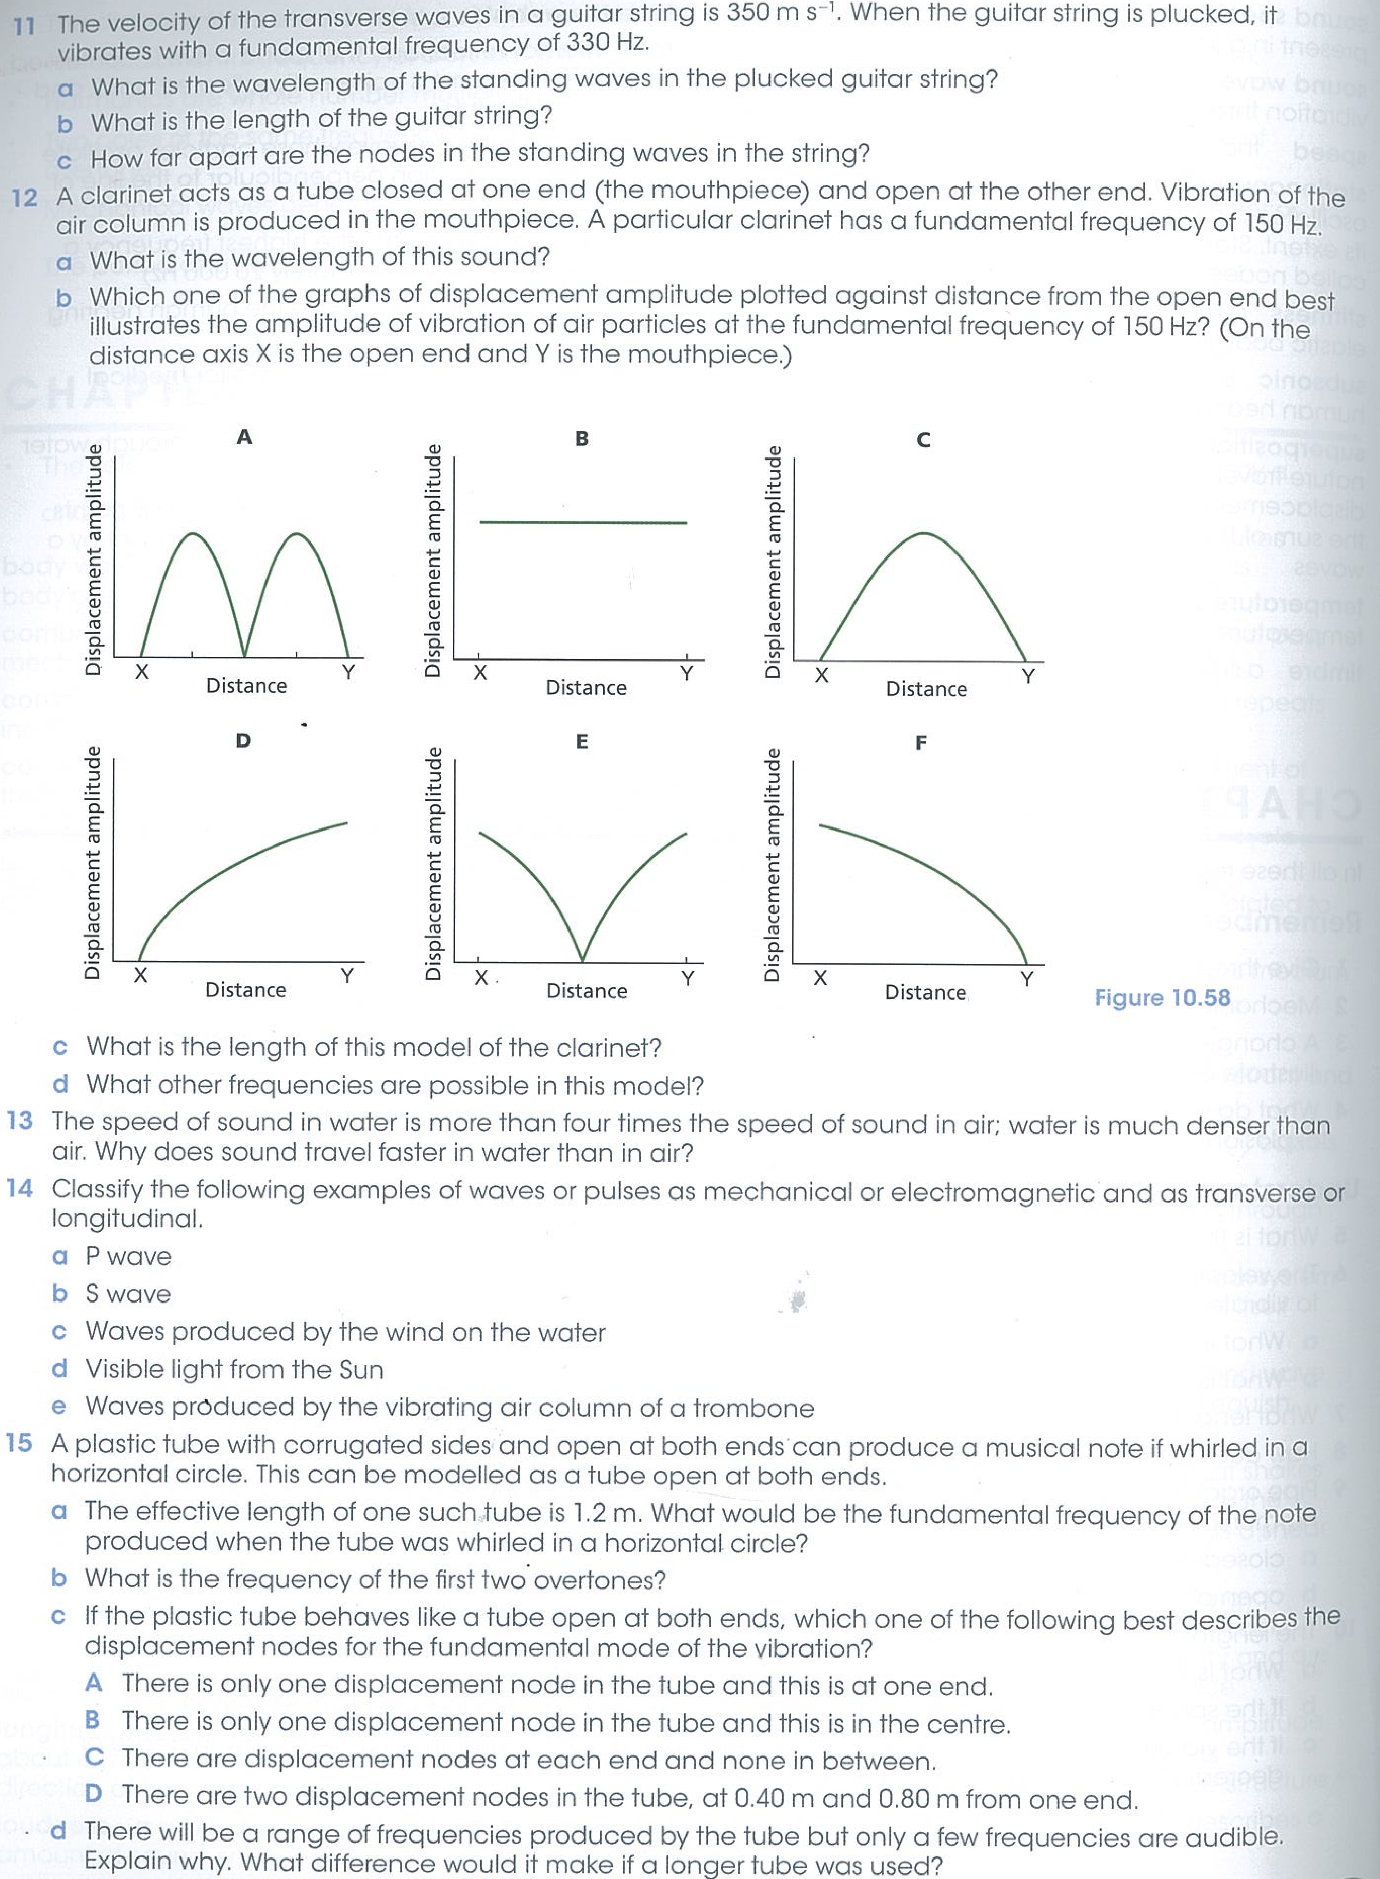 11 The velocity of the transverse waves in a guitar string is 350 m s⁻¹. When the guitar string is plucked, it
vibrates with a fundamental frequency of 330 Hz.
a What is the wavelength of the standing waves in the plucked guitar string?
b What is the length of the guitar string?
c How far apart are the nodes in the standing waves in the string?
12 A clarinet acts as a tube closed at one end (the mouthpiece) and open at the other end. Vibration of the
air column is produced in the mouthpiece. A particular clarinet has a fundamental frequency of 150 Hz.
a What is the wavelength of this sound?
b Which one of the graphs of displacement amplitude plotted against distance from the open end best
illustrates the amplitude of vibration of air particles at the fundamental frequency of 150 Hz? (On the
distance axis X is the open end and Y is the mouthpiece.)
A
Displacement amplitude
X Y
Distance
B
Displacement amplitude
X Y
Distance
C
Displacement amplitude
X Y
Distance
D
Displacement amplitude
X Y
Distance
E
Displacement amplitude
X Y
Distance
F
Displacement amplitude
X Y
Distance
Figure 10.58
c What is the length of this model of the clarinet?
d What other frequencies are possible in this model?
13 The speed of sound in water is more than four times the speed of sound in air; water is much denser than
air. Why does sound travel faster in water than in air?
14 Classify the following examples of waves or pulses as mechanical or electromagnetic and as transverse or
longitudinal.
a P wave
b S wave
c Waves produced by the wind on the water
d Visible light from the Sun
e Waves produced by the vibrating air column of a trombone
15 A plastic tube with corrugated sides and open at both ends can produce a musical note if whirled in a
horizontal circle. This can be modelled as a tube open at both ends.
a The effective length of one such tube is 1.2 m. What would be the fundamental frequency of the note
produced when the tube was whirled in a horizontal circle?
b What is the frequency of the first two overtones?
c If the plastic tube behaves like a tube open at both ends, which one of the following best describes the
displacement nodes for the fundamental mode of the vibration?
A There is only one displacement node in the tube and this is at one end.
B There is only one displacement node in the tube and this is in the centre.
C There are displacement nodes at each end and none in between.
D There are two displacement nodes in the tube, at 0.40 m and 0.80 m from one end.
d There will be a range of frequencies produced by the tube but only a few frequencies are audible.
Explain why. What difference would it make if a longer tube was used?